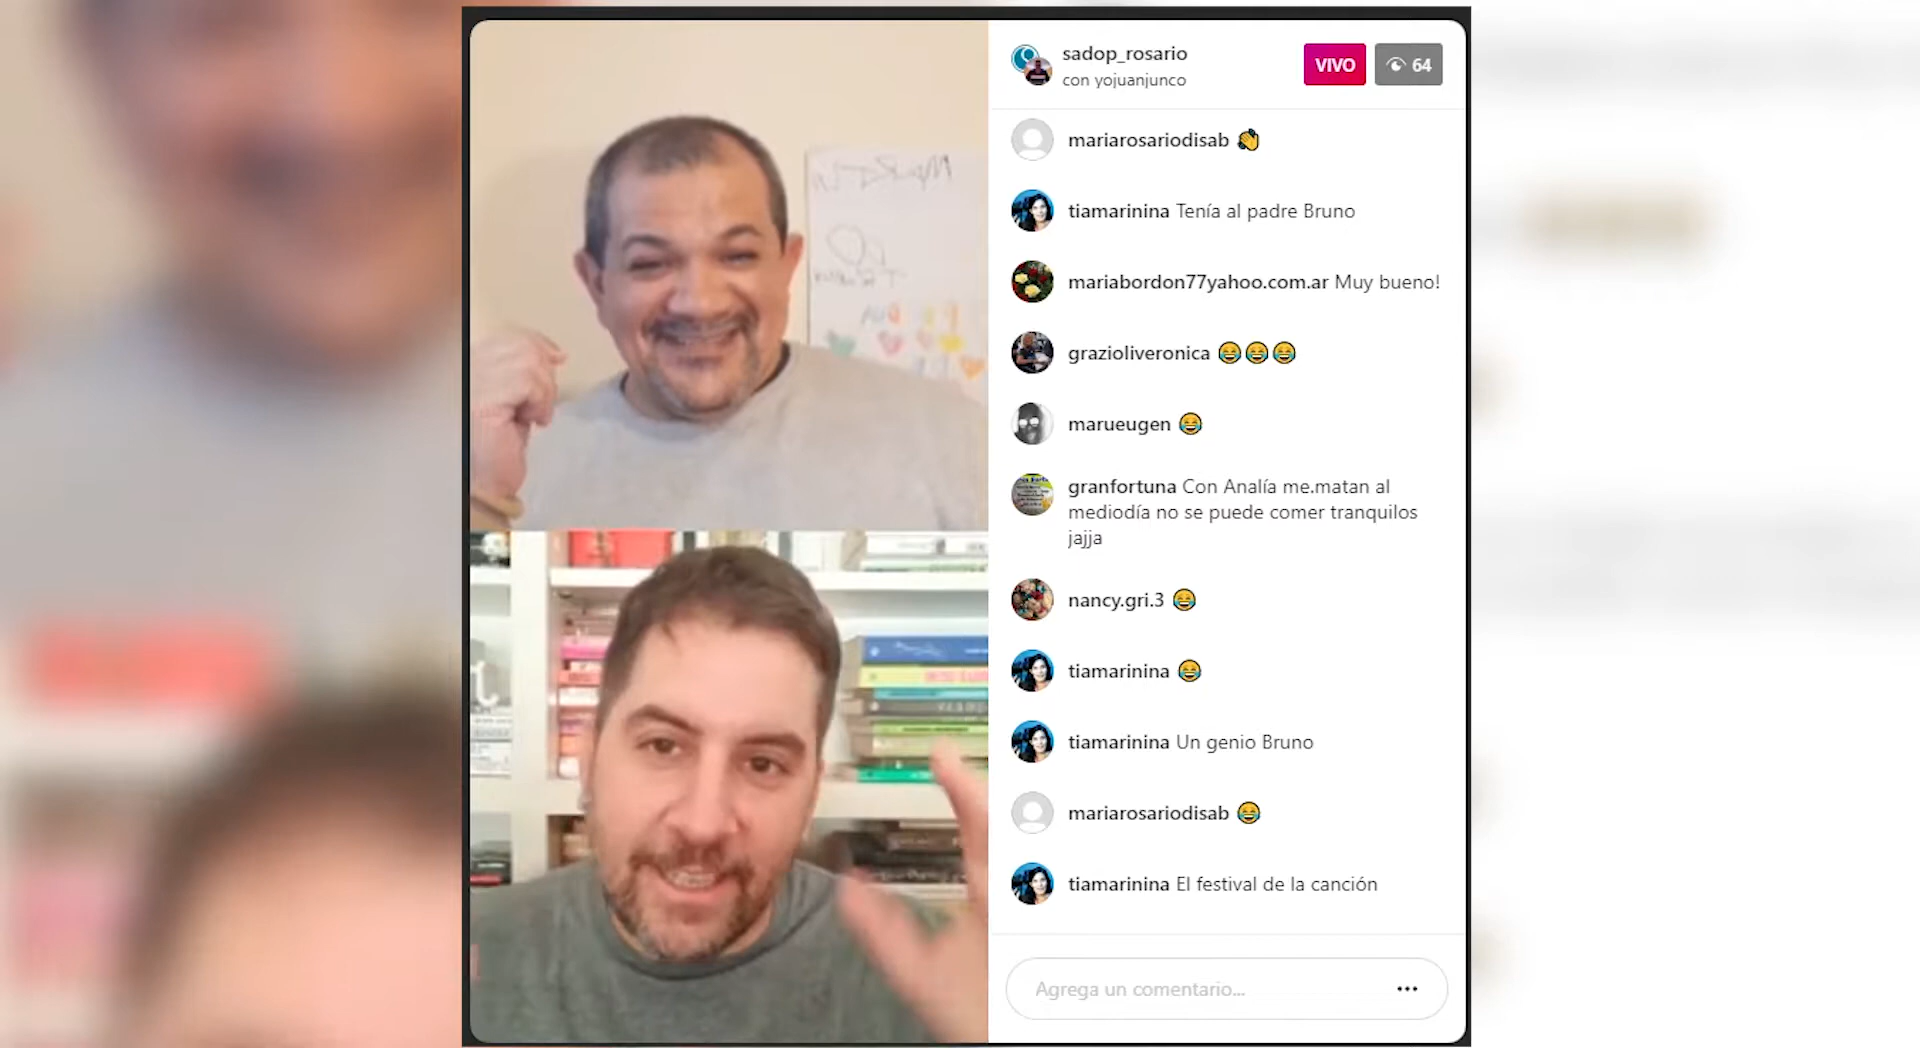 sadop_rosario
con yojuanjunco
VIVO
64
mariarosariodisab 👏
tiamarinina Tenía al padre Bruno
mariabordon77yahoo.com.ar Muy bueno!
grazioliveronica 😂😂😂
marueugen 😂
granfortuna Con Analía me.matan al
mediodía no se puede comer tranquilos
jajja
nancy.gri.3 😂
tiamarinina 😂
tiamarinina Un genio Bruno
mariarosariodisab 😂
tiamarinina El festival de la canción
Agrega un comentario...